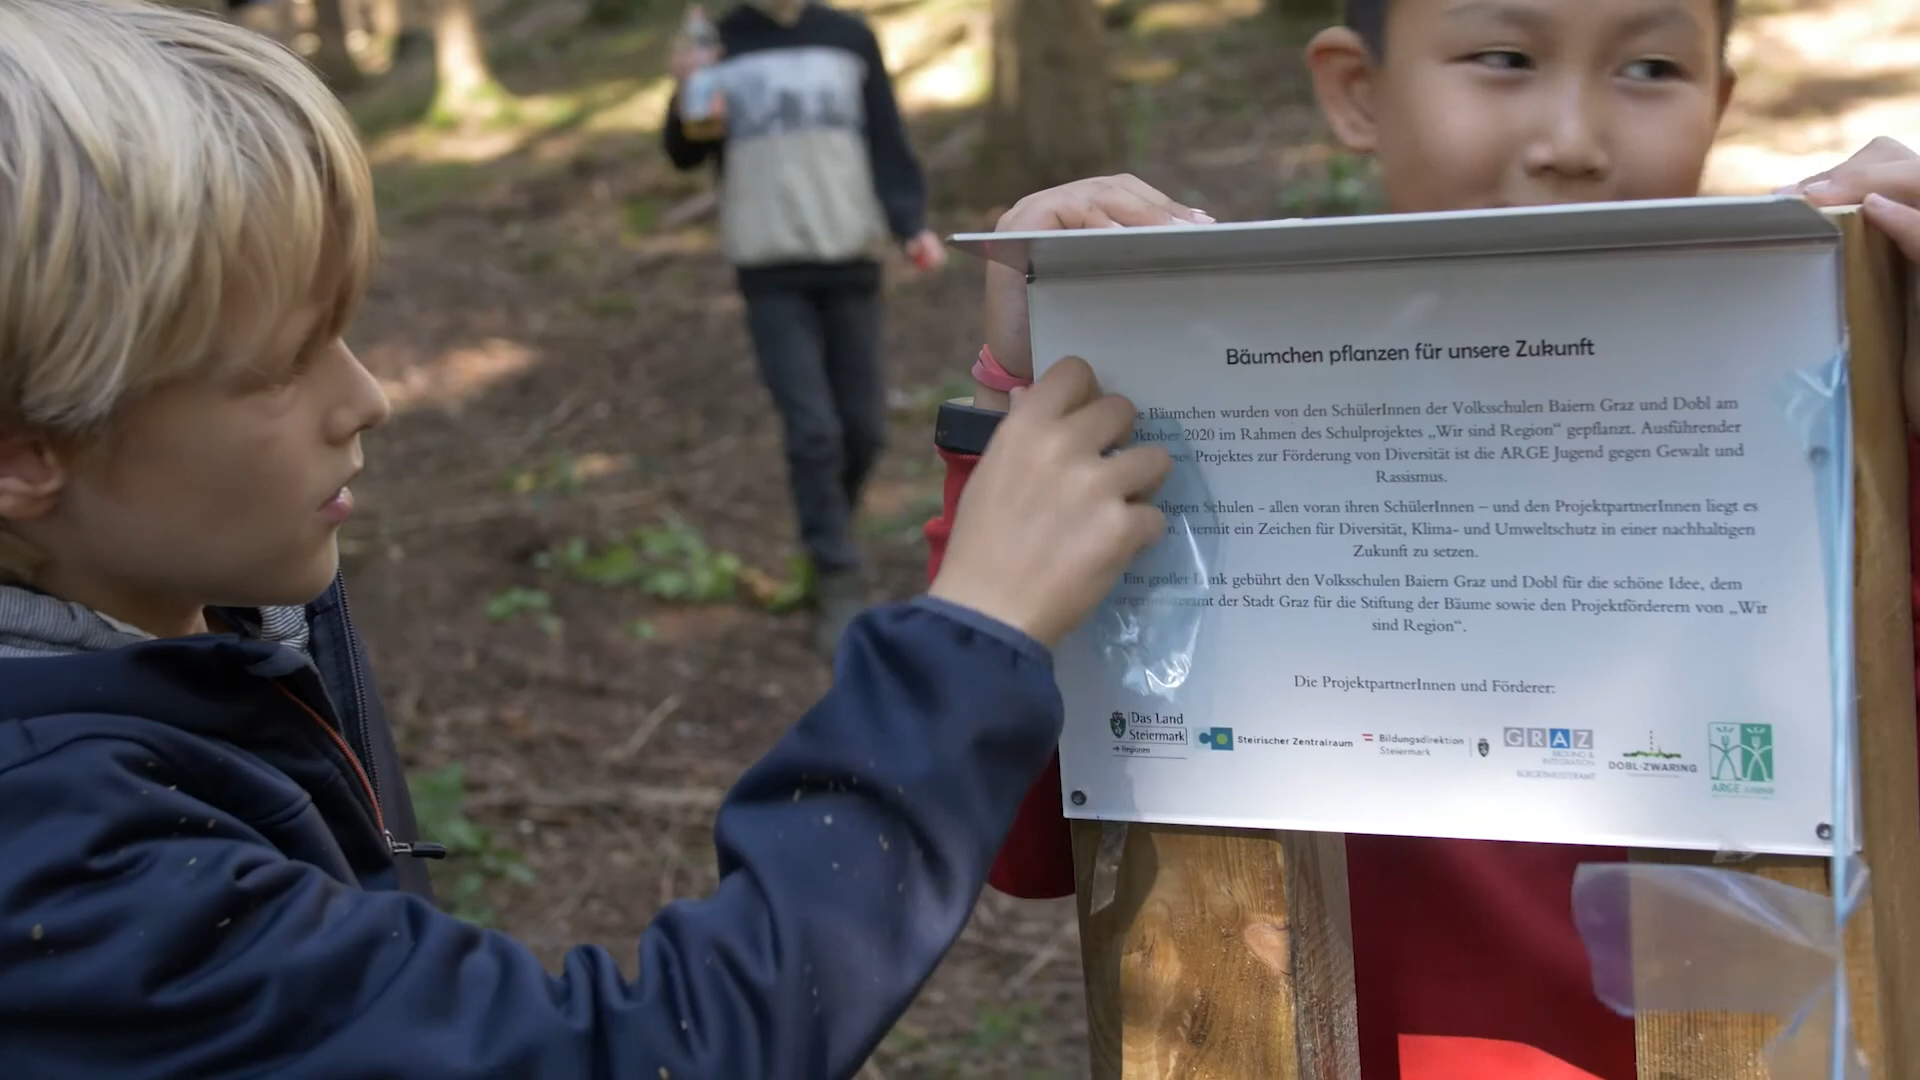 Bäumchen pflanzen für unsere Zukunft
Bäumchen wurden von den SchülerInnen der Volksschulen Baiern Graz und Dobl am
2020 im Rahmen des Schulprojektes „Wir sind Region“ gepflanzt. Ausführender
Projektes zur Förderung von Diversität ist die ARGE Jugend gegen Gewalt und
Rassismus.
Schulen - allen voran ihren SchülerInnen – und den ProjektpartnerInnen liegt es
ein Zeichen für Diversität, Klima- und Umweltschutz in einer nachhaltigen
Zukunft zu setzen.
Ein großer gebührt den Volksschulen Baiern Graz und Dobl für die schöne Idee, dem
der Stadt Graz für die Stiftung der Bäume sowie den Projektförderern von „Wir
sind Region“.
Die ProjektpartnerInnen und Förderer:
Das Land
Steiermark
→ Regionen
Steirischer Zentralraum
Bildungsdirektion
Steiermark
GRAZ
BILDUNG &
INTEGRATION
BÜRGERMEISTERAMT
DOBL-ZWARING
ARGE JUGEND